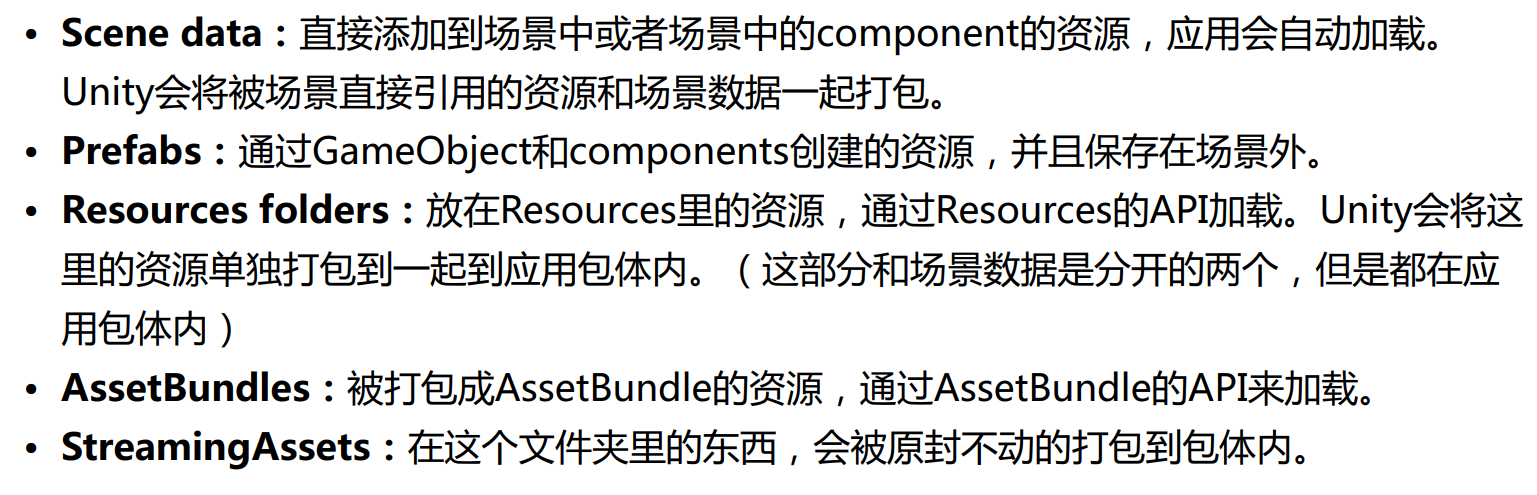 • Scene data：直接添加到场景中或者场景中的component的资源，应用会自动加载。
Unity会将被场景直接引用的资源和场景数据一起打包。
• Prefabs：通过GameObject和components创建的资源，并且保存在场景外。
• Resources folders：放在Resources里的资源，通过Resources的API加载。Unity会将这
里的资源单独打包到一起到应用包体内。（这部分和场景数据是分开的两个，但是都在应
用包体内）
• AssetBundles：被打包成AssetBundle的资源，通过AssetBundle的API来加载。
• StreamingAssets：在这个文件夹里的东西，会被原封不动的打包到包体内。